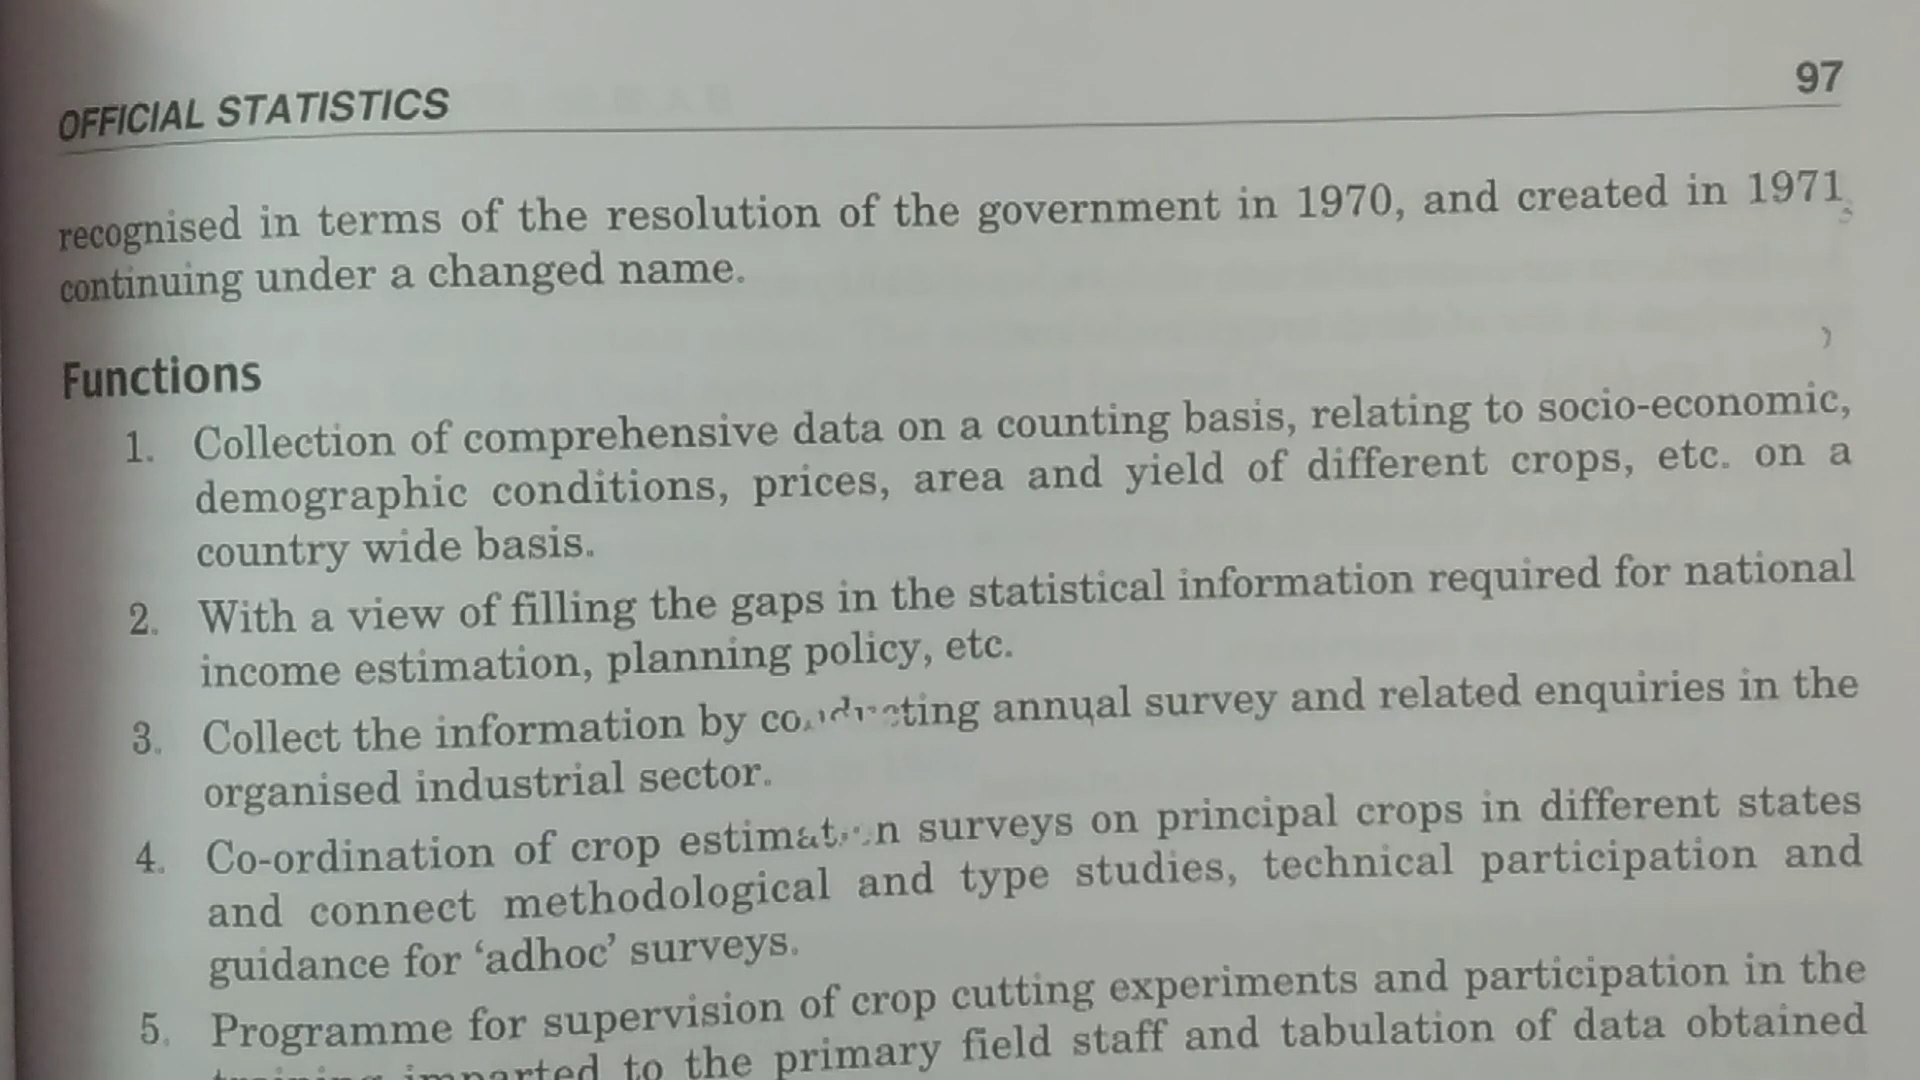 OFFICIAL STATISTICS
97
recognised in terms of the resolution of the government in 1970, and created in 1971,
continuing under a changed name.
Functions
1. Collection of comprehensive data on a counting basis, relating to socio-economic,
demographic conditions, prices, area and yield of different crops, etc. on a
country wide basis.
2. With a view of filling the gaps in the statistical information required for national
income estimation, planning policy, etc.
3. Collect the information by conducting annual survey and related enquiries in the
organised industrial sector.
4. Co-ordination of crop estimation surveys on principal crops in different states
and connect methodological and type studies, technical participation and
guidance for ‘adhoc’ surveys.
5. Programme for supervision of crop cutting experiments and participation in the
training imparted to the primary field staff and tabulation of data obtained